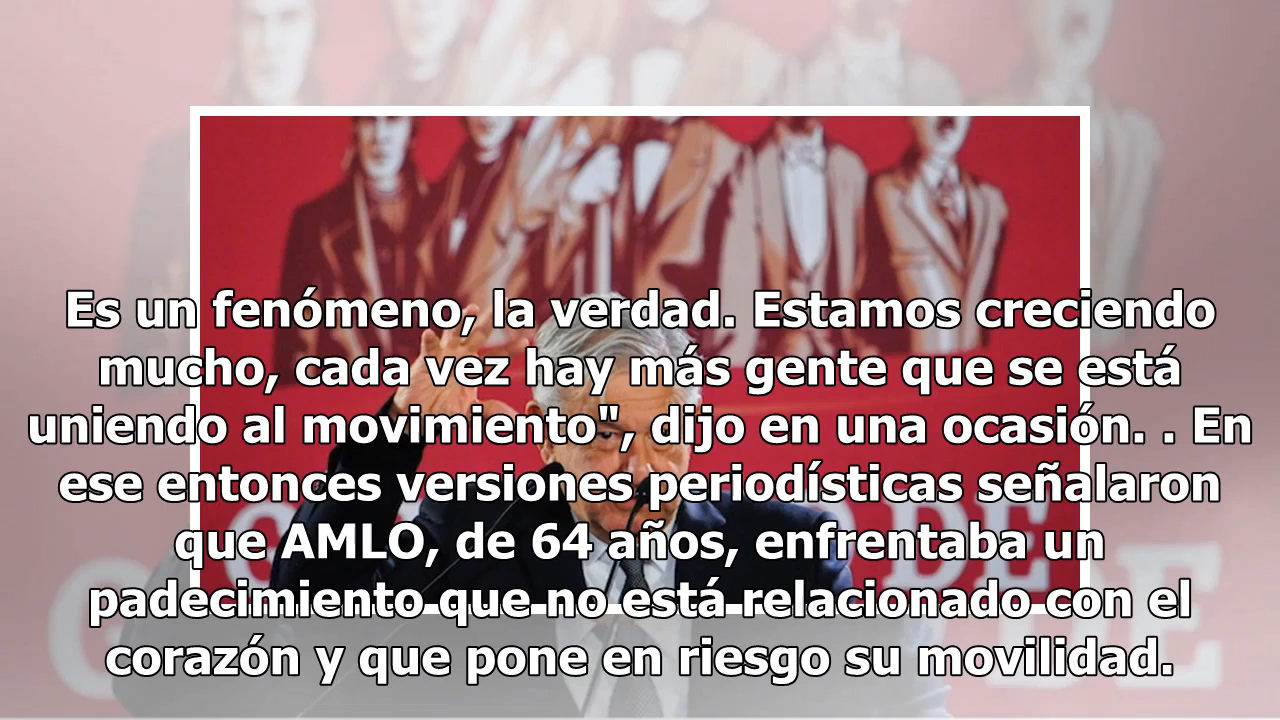 Es un fenómeno, la verdad. Estamos creciendo
mucho, cada vez hay más gente que se está
uniendo al movimiento", dijo en una ocasión. . En
ese entonces versiones periodísticas señalaron
que AMLO, de 64 años, enfrentaba un
padecimiento que no está relacionado con el
corazón y que pone en riesgo su movilidad.
DE